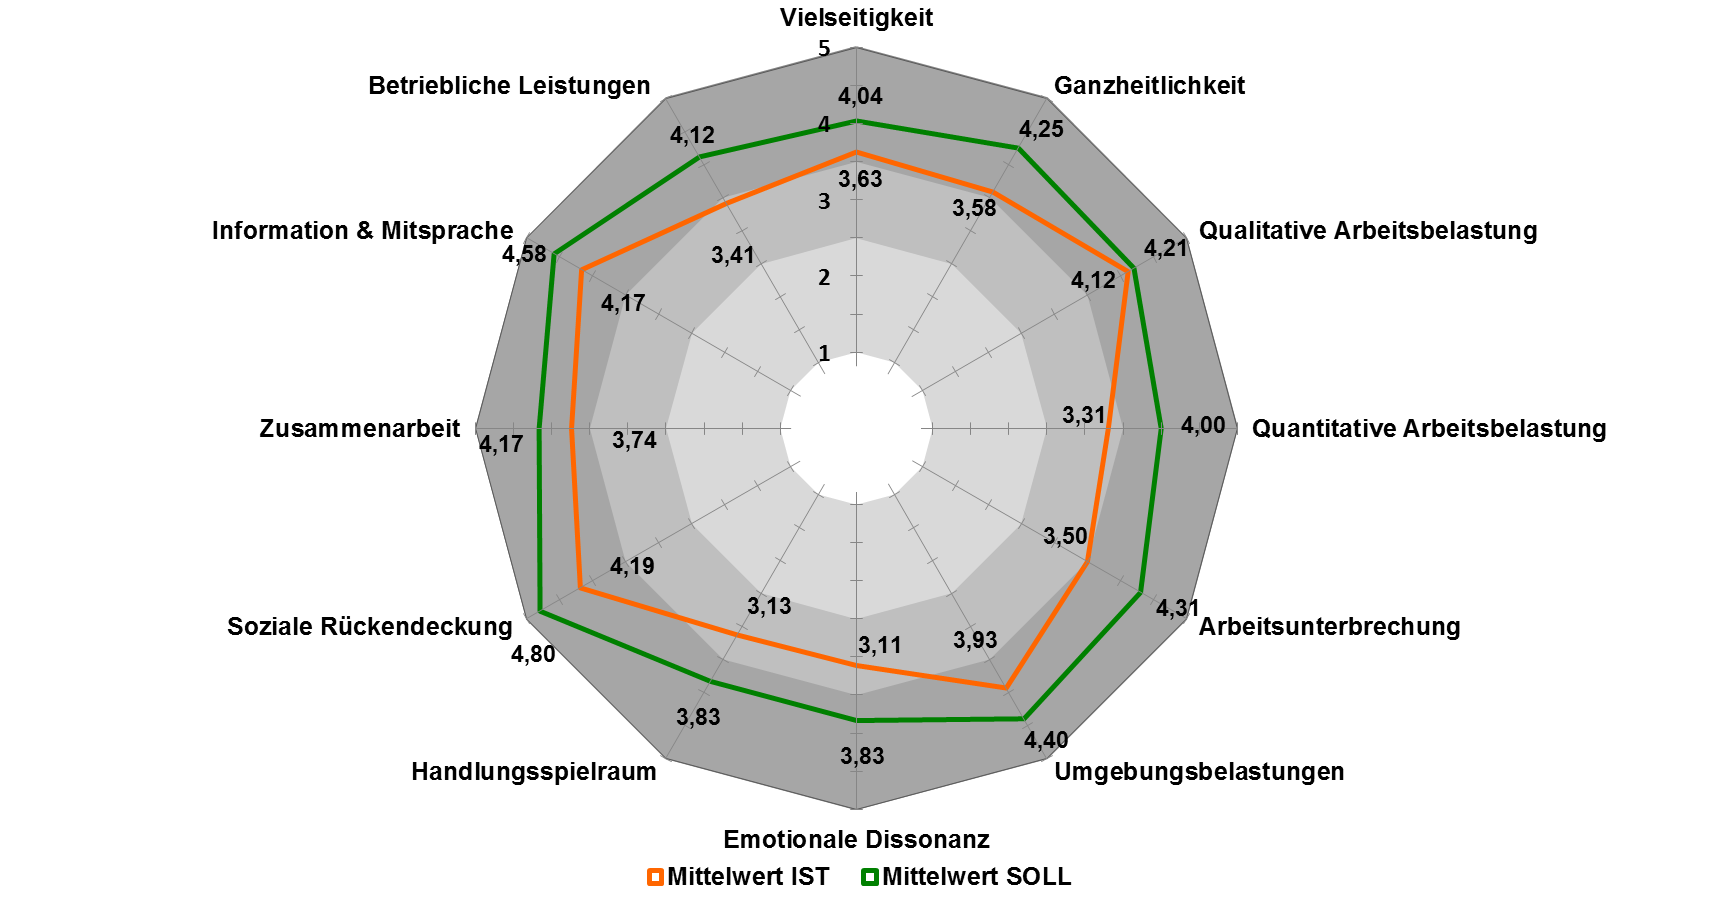 Vielseitigkeit
5
Betriebliche Leistungen
Ganzheitlichkeit
4,04
4,12
4
4,25
3,63
3
3,58
Information & Mitsprache
Qualitative Arbeitsbelastung
4,58
3,41
4,21
2
4,12
4,17
1
Zusammenarbeit
4,17
3,74
3,31
4,00
Quantitative Arbeitsbelastung
3,50
4,19
3,13
4,31
Soziale Rückendeckung
Arbeitsunterbrechung
4,80
3,11
3,93
3,83
4,40
3,83
Handlungsspielraum
Umgebungsbelastungen
Emotionale Dissonanz
Mittelwert IST
Mittelwert SOLL